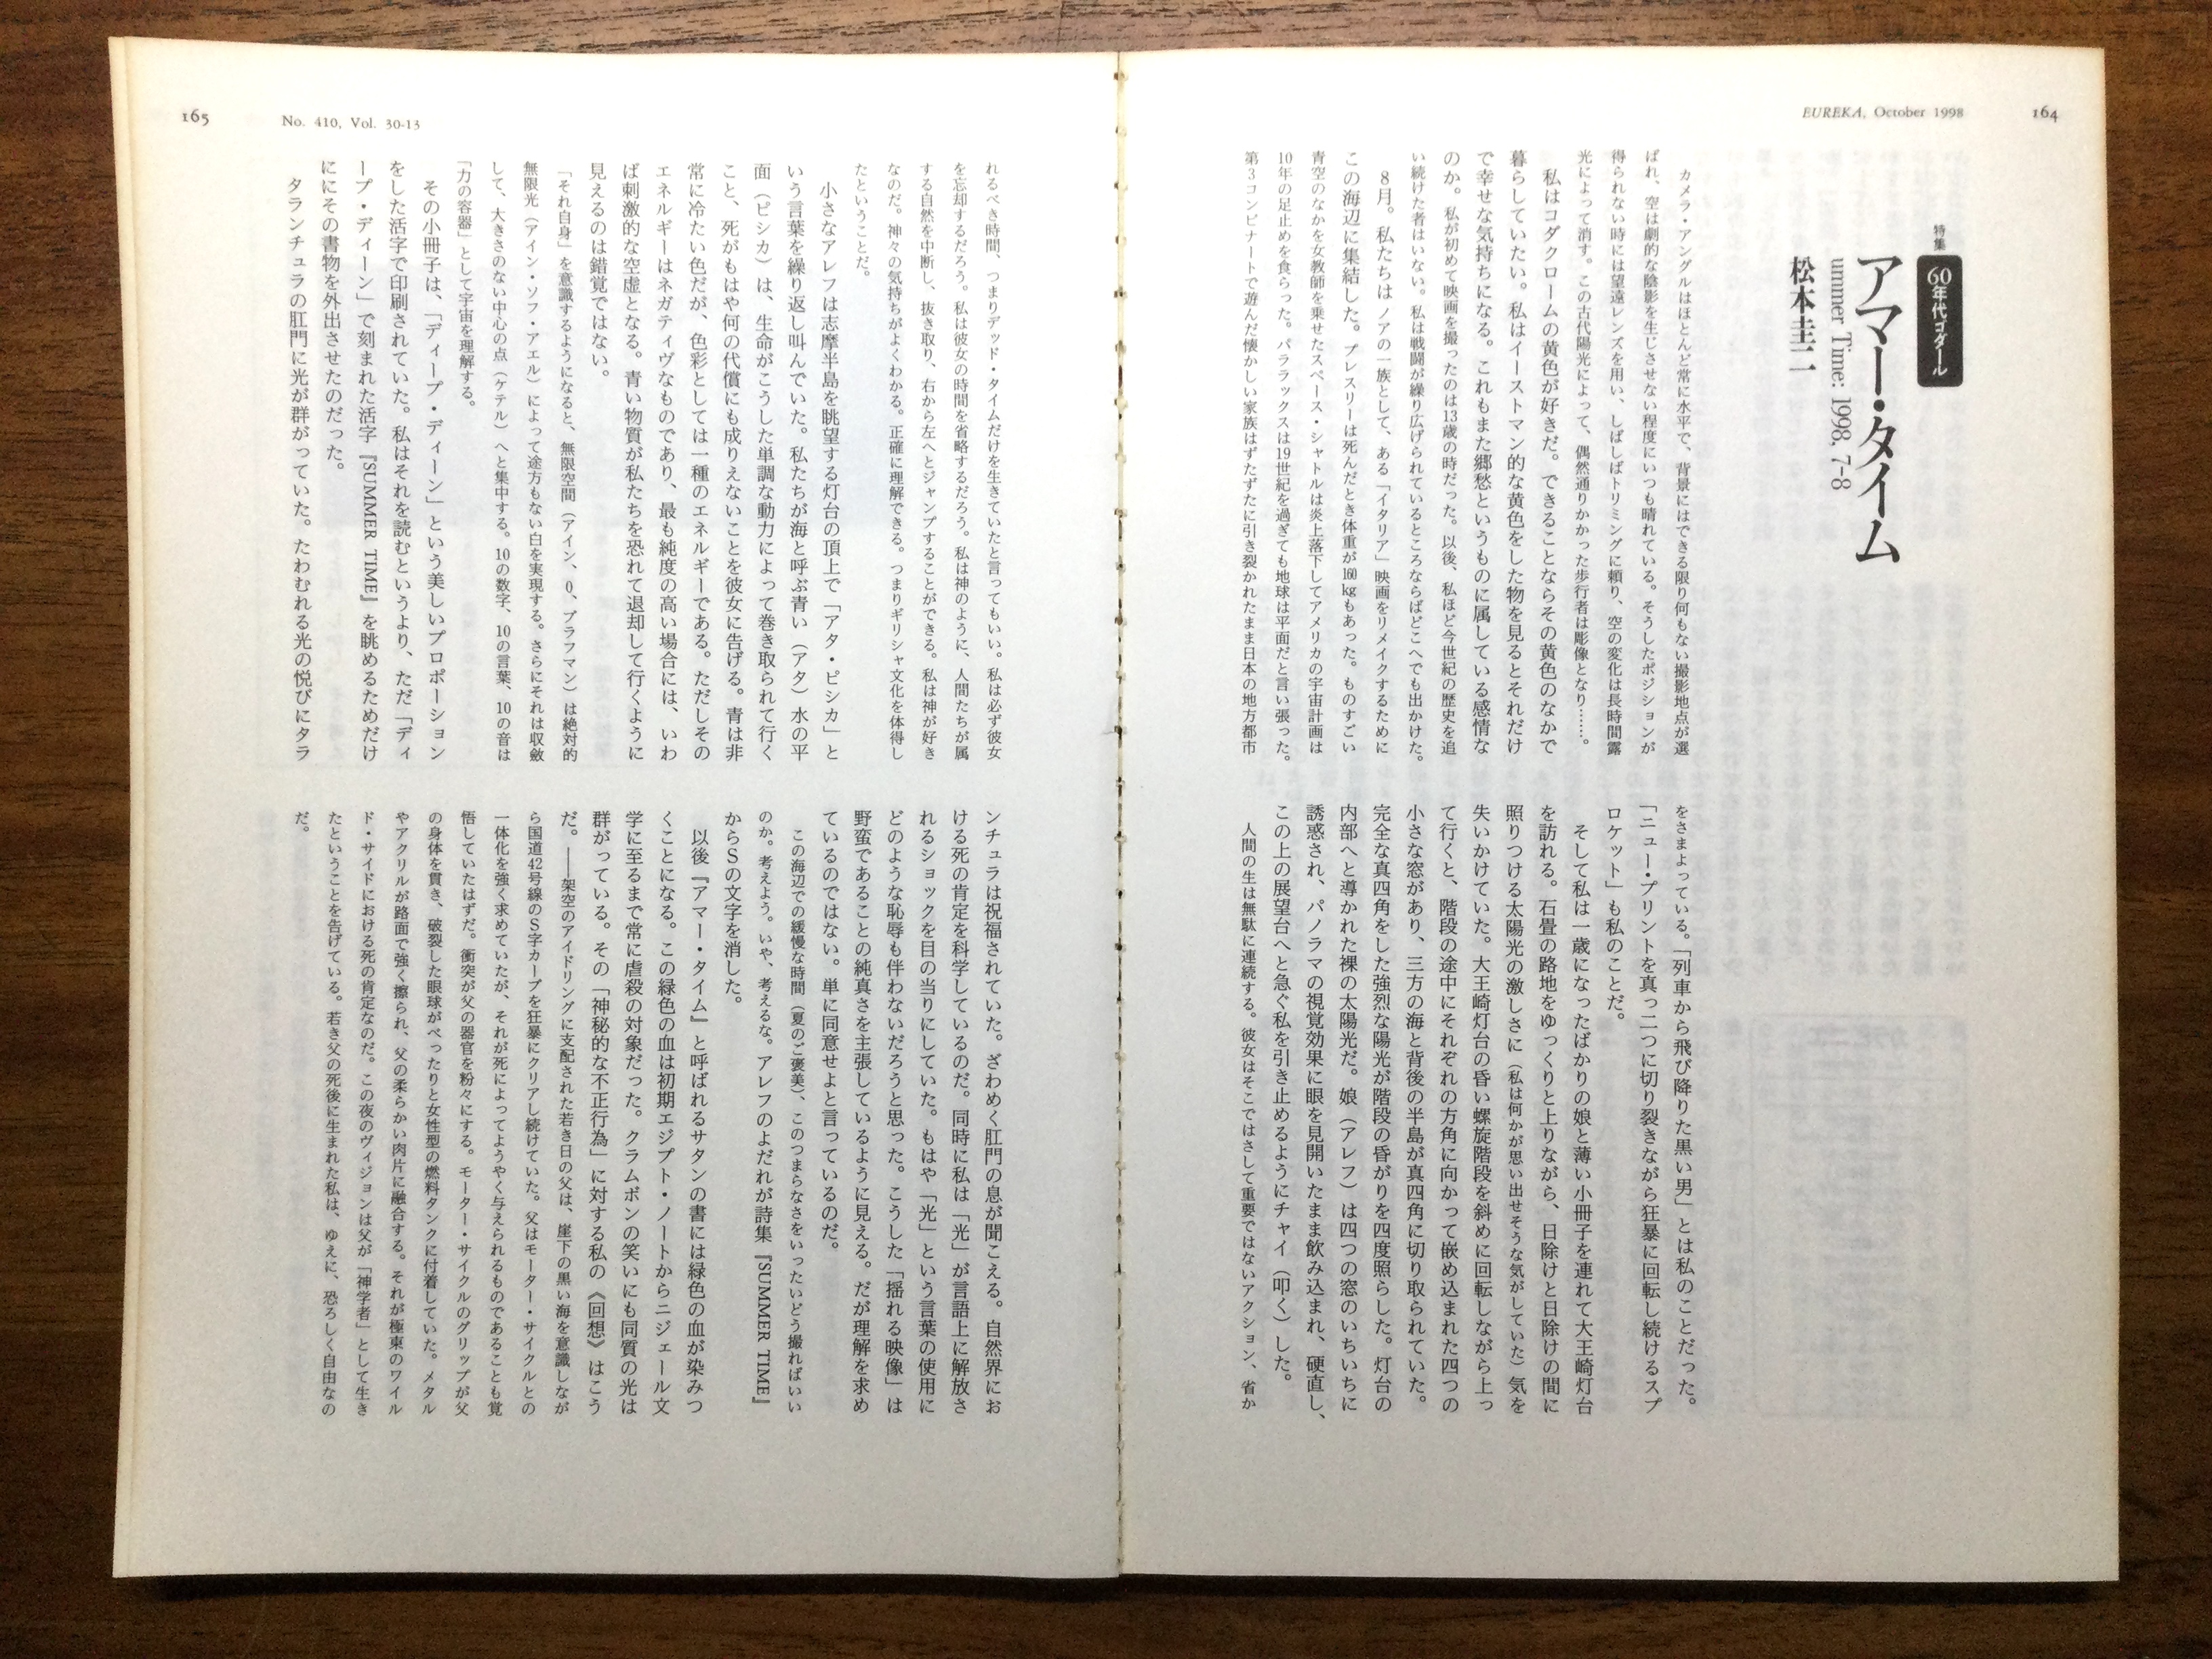 EUREKA, October 1998
164
特集
60年代ゴダール
アマー・タイム
ummer Time: 1998, 7-8
松本圭二
カメラ・アングルはほとんど常に水平で、背景にはできる限り何もない撮影地点が選
ばれ、空は劇的な陰影を生じさせない程度にいつも晴れている。そうしたポジションが
得られない時には望遠レンズを用い、しばしばトリミングに頼り、空の変化は長時間露
光によって消す。この古代陽光によって、偶然通りかかった歩行者は彫像となり……。
私はコダクロームの黄色が好きだ。できることならその黄色のなかで
暮らしていたい。私はイーストマン的な黄色をした物を見るとそれだけ
で幸せな気持ちになる。これもまた郷愁というものに属している感情な
のか。私が初めて映画を撮ったのは13歳の時だった。以後、私ほど今世紀の歴史を追
い続けた者はいない。私は戦闘が繰り広げられているところならばどこへでも出かけた。
8月。私たちはノアの一族として、ある「イタリア」映画をリメイクするために
この海辺に集結した。プレスリーは死んだとき体重が160kgもあった。ものすごい
青空のなかを女教師を乗せたスペース・シャトルは炎上落下してアメリカの宇宙計画は
10年の足止めを食らった。パララックスは19世紀を過ぎても地球は平面だと言い張った。
第3コンビナートで遊んだ懐かしい家族はずたずたに引き裂かれたまま日本の地方都市
をさまよっている。「列車から飛び降りた黒い男」とは私のことだった。
「ニュー・プリントを真っ二つに切り裂きながら狂暴に回転し続けるスプ
ロケット」も私のことだ。
そして私は一歳になったばかりの娘と薄い小冊子を連れて大王崎灯台
を訪れる。石畳の路地をゆっくりと上りながら、日除けと日除けの間に
照りつける太陽光の激しさに（私は何かが思い出せそうな気がしていた）気を
失いかけていた。大王崎灯台の昏い螺旋階段を斜めに回転しながら上っ
て行くと、階段の途中にそれぞれの方角に向かって嵌め込まれた四つの
小さな窓があり、三方の海と背後の半島が真四角に切り取られていた。
完全な真四角をした強烈な陽光が階段の昏がりを四度照らした。灯台の
内部へと導かれた裸の太陽光だ。娘（アレフ）は四つの窓のいちいちに
誘惑され、パノラマの視覚効果に眼を見開いたまま飲み込まれ、硬直し、
この上の展望台へと急ぐ私を引き止めるようにチャイ（叩く）した。
人間の生は無駄に連続する。彼女はそこではさして重要ではないアクション、省か
165
No. 410, Vol. 30-13
れるべき時間、つまりデッド・タイムだけを生きていたと言ってもいい。私は必ず彼女
を忘却するだろう。私は彼女の時間を省略するだろう。私は神のように、人間たちが属
する自然を中断し、抜き取り、右から左へとジャンプすることができる。私は神が好き
なのだ。神々の気持ちがよくわかる。正確に理解できる。つまりギリシャ文化を体得し
たということだ。
小さなアレフは志摩半島を眺望する灯台の頂上で「アタ・ピシカ」と
いう言葉を繰り返し叫んでいた。私たちが海と呼ぶ青い（アタ）水の平
面（ピシカ）は、生命がこうした単調な動力によって巻き取られて行く
こと、死がもはや何の代償にも成りえないことを彼女に告げる。青は非
常に冷たい色だが、色彩としては一種のエネルギーである。ただしその
エネルギーはネガティヴなものであり、最も純度の高い場合には、いわ
ば刺激的な空虚となる。青い物質が私たちを恐れて退却して行くように
見えるのは錯覚ではない。
「それ自身」を意識するようになると、無限空間（アイン、0、ブラフマン）は絶対的
無限光（アイン・ソフ・アエル）によって途方もない白を実現する。さらにそれは収斂
して、大きさのない中心の点（ケテル）へと集中する。10の数字、10の言葉、10の音は
「力の容器」として宇宙を理解する。
その小冊子は、「ディープ・ディーン」という美しいプロポーション
をした活字で印刷されていた。私はそれを読むというより、ただ「ディ
ープ・ディーン」で刻まれた活字『SUMMER TIME』を眺めるためだけ
ににその書物を外出させたのだった。
タランチュラの肛門に光が群がっていた。たわむれる光の悦びにタラ
ンチュラは祝福されていた。ざわめく肛門の息が聞こえる。自然界にお
ける死の肯定を科学しているのだ。同時に私は「光」が言語上に解放さ
れるショックを目の当りにしていた。もはや「光」という言葉の使用に
どのような恥辱も伴わないだろうと思った。こうした「揺れる映像」は
野蛮であることの純真さを主張しているように見える。だが理解を求め
ているのではない。単に同意せよと言っているのだ。
この海辺での緩慢な時間（夏のご褒美）、このつまらなさをいったいどう撮ればいい
のか。考えよう。いや、考えるな。アレフのよだれが詩集『SUMMER TIME』
からSの文字を消した。
以後『アマー・タイム』と呼ばれるサタンの書には緑色の血が染みつ
くことになる。この緑色の血は初期エジプト・ノートからニジェール文
学に至るまで常に虐殺の対象だった。クラムボンの笑いにも同質の光は
群がっている。その「神秘的な不正行為」に対する私の《回想》はこう
だ。――架空のアイドリングに支配された若き日の父は、崖下の黒い海を意識しなが
ら国道42号線のS字カーブを狂暴にクリアし続けていた。父はモーター・サイクルとの
一体化を強く求めていたが、それが死によってようやく与えられるものであることも覚
悟していたはずだ。衝突が父の器官を粉々にする。モーター・サイクルのグリップが父
の身体を貫き、破裂した眼球がべったりと女性型の燃料タンクに付着していた。メタル
やアクリルが路面で強く擦られ、父の柔らかい肉片に融合する。それが極東のワイル
ド・サイドにおける死の肯定なのだ。この夜のヴィジョンは父が「神学者」として生き
たということを告げている。若き父の死後に生まれた私は、ゆえに、恐ろしく自由なの
だ。